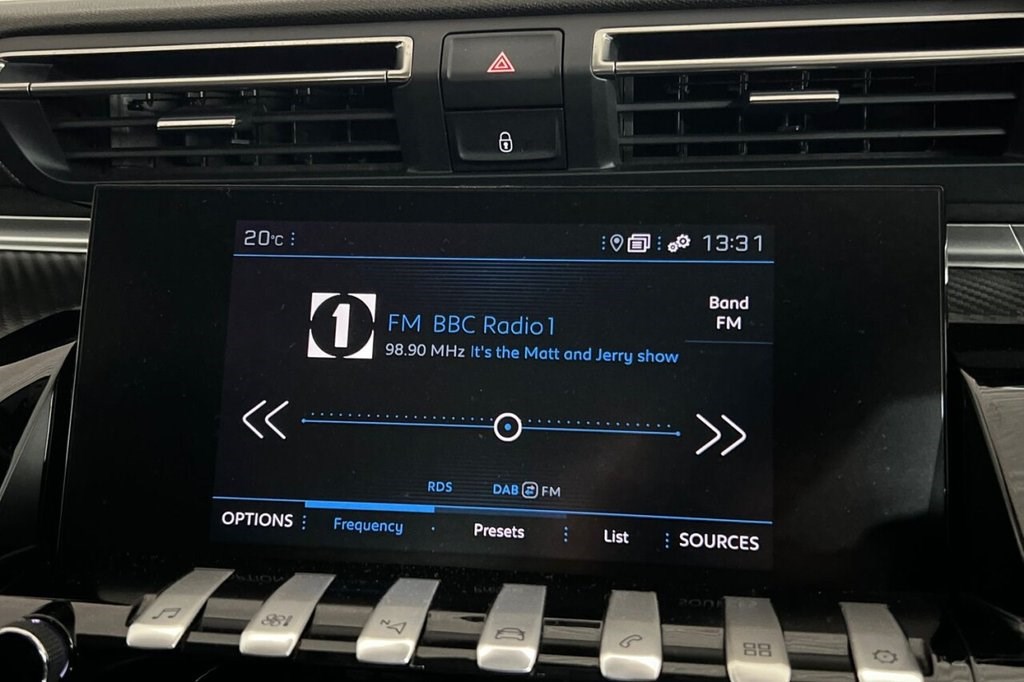 20°C
13:31
1
FM BBC Radio1
98.90 MHz It's the Matt and Jerry show
Band
FM
RDS
DAB FM
OPTIONS
Frequency
Presets
List
SOURCES
N